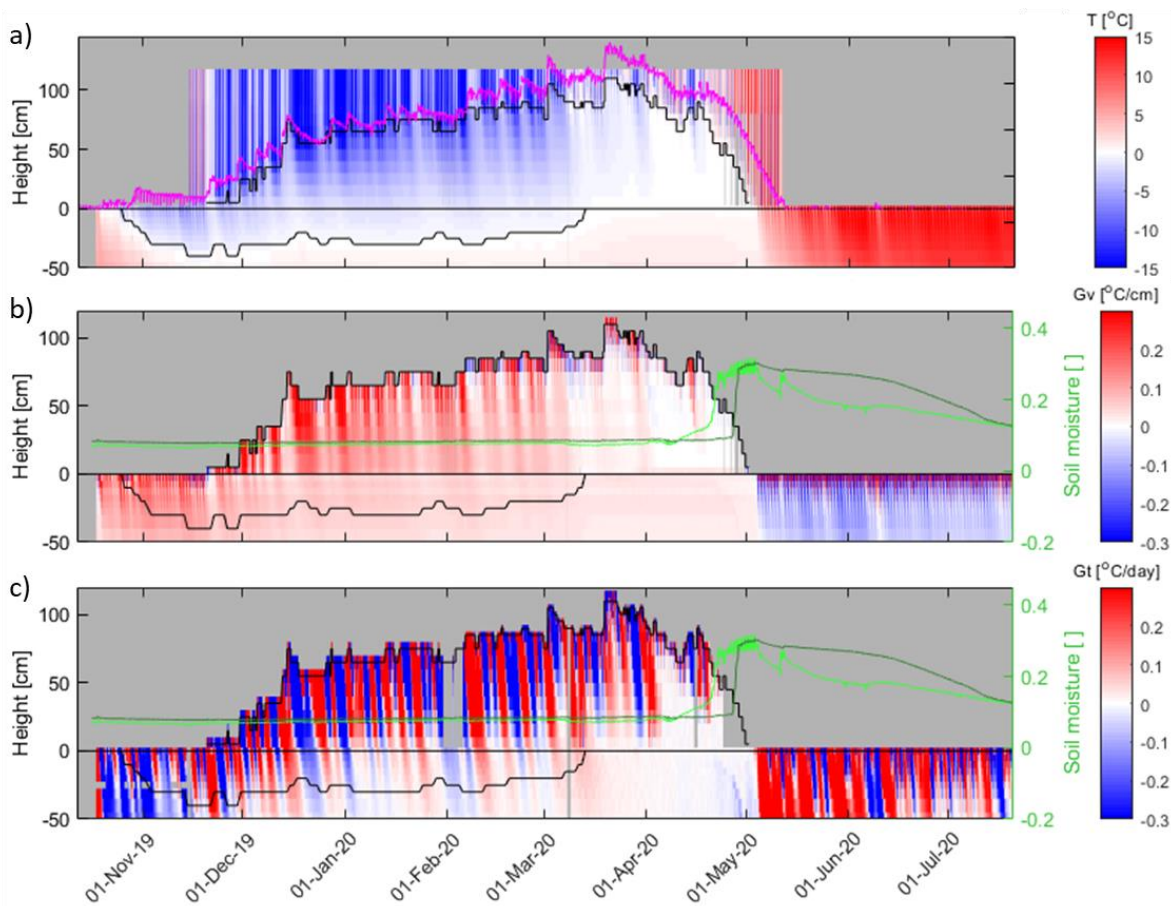 a)
T [°C]
Height [cm]
100
50
0
-50
15
10
5
0
-5
-10
-15
b)
Gv [°C/cm]
Height [cm]
100
50
0
-50
0.4
0.2
0
-0.2
Soil moisture [ ]
0.2
0.1
0
-0.1
-0.2
-0.3
c)
Gt [°C/day]
Height [cm]
100
50
0
-50
0.4
0.2
0
-0.2
Soil moisture [ ]
0.2
0.1
0
-0.1
-0.2
-0.3
01-Nov-19
01-Dec-19
01-Jan-20
01-Feb-20
01-Mar-20
01-Apr-20
01-May-20
01-Jun-20
01-Jul-20